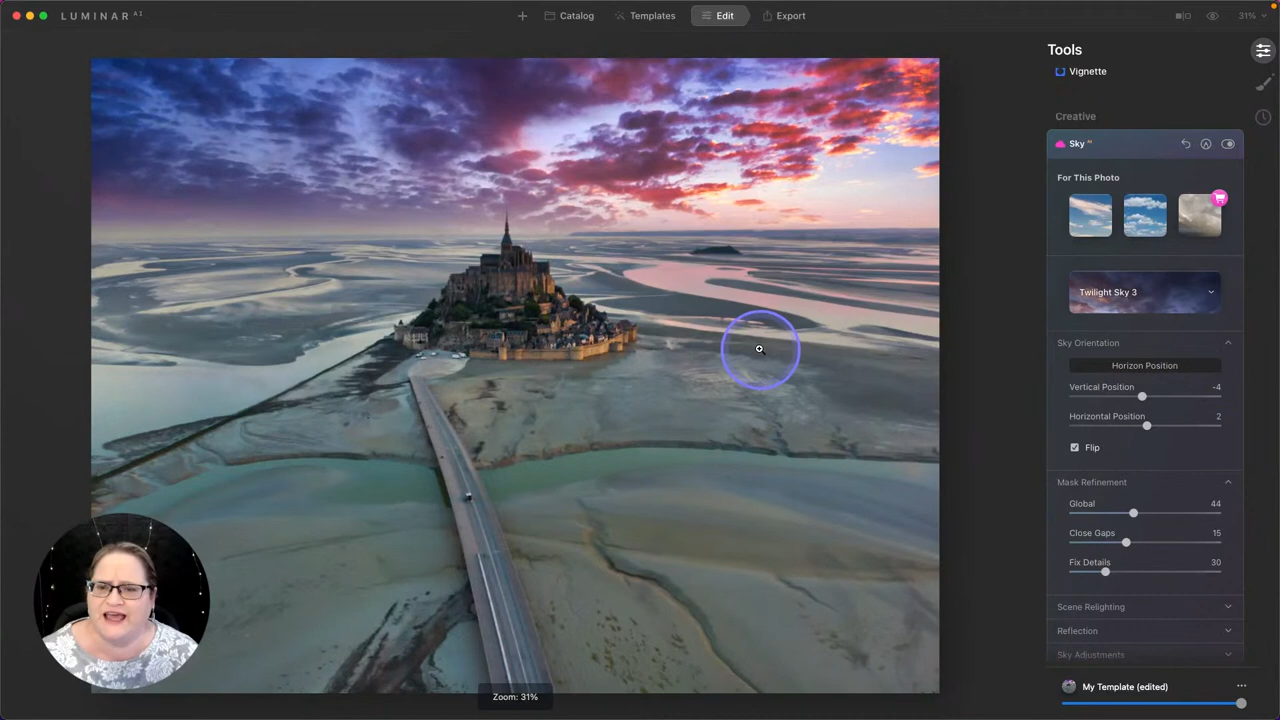 LUMINAR AI
Catalog
Templates
Edit
Export
31%
Tools
Vignette
Creative
Sky AI
For This Photo
Twilight Sky 3
Sky Orientation
Horizon Position
Vertical Position -4
Horizontal Position 2
Flip
Mask Refinement
Global 44
Close Gaps 15
Fix Details 30
Scene Relighting
Reflection
Sky Adjustments
My Template (edited)
Zoom: 31%